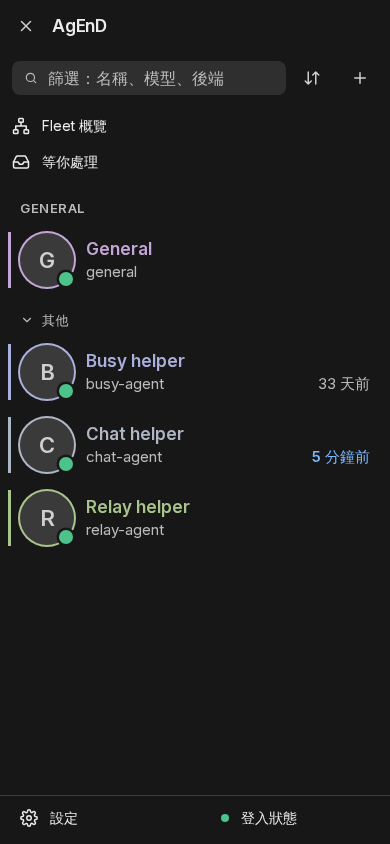 AgEnD
篩選：名稱、模型、後端
Fleet 概覽
等你處理
GENERAL
G
General
general
其他
B
Busy helper
busy-agent
33 天前
C
Chat helper
chat-agent
5 分鐘前
R
Relay helper
relay-agent
設定
登入狀態